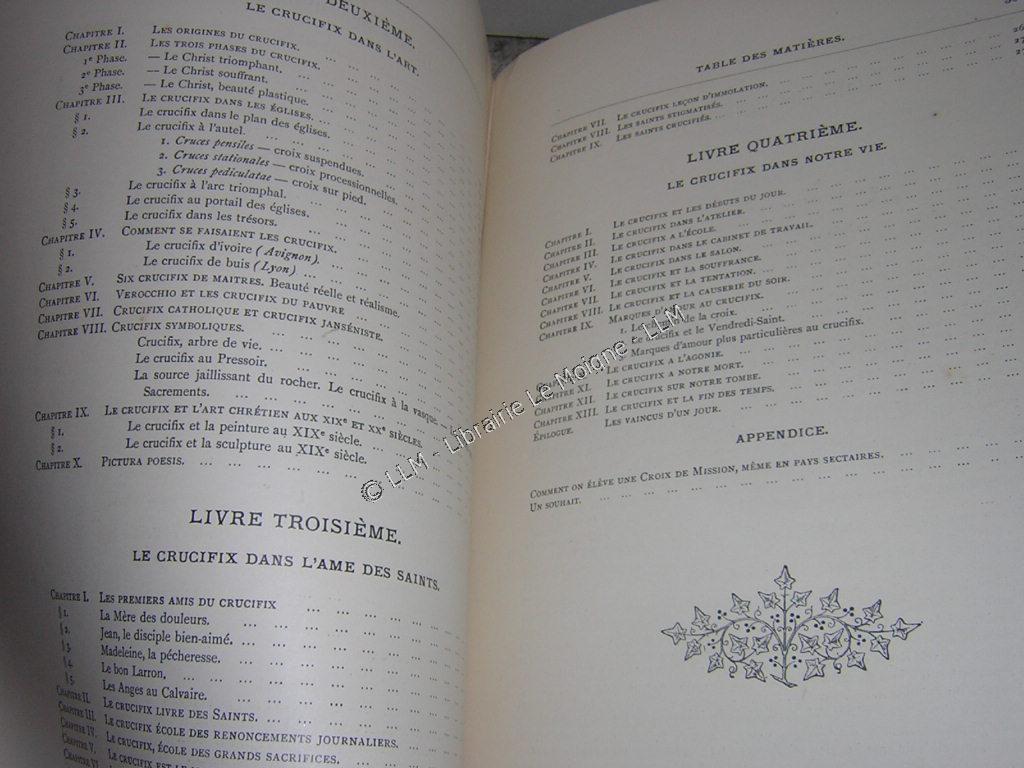 DEUXIÈME.
LE CRUCIFIX DANS L'ART.
CHAPITRE I. LES ORIGINES DU CRUCIFIX.
CHAPITRE II. LES TROIS PHASES DU CRUCIFIX.
1e Phase. — Le Christ triomphant.
2e Phase. — Le Christ souffrant.
3e Phase. — Le Christ, beauté plastique.
CHAPITRE III. LE CRUCIFIX DANS LES ÉGLISES.
§ 1. Le crucifix dans le plan des églises.
§ 2. Le crucifix à l'autel.
1. Cruces pensiles — croix suspendues.
2. Cruces stationales — croix processionnelles.
3. Cruces pediculatae — croix sur pied.
§ 3. Le crucifix à l'arc triomphal.
§ 4. Le crucifix au portail des églises.
§ 5. Le crucifix dans les trésors.
CHAPITRE IV. COMMENT SE FAISAIENT LES CRUCIFIX.
§ 1. Le crucifix d'ivoire (Avignon).
§ 2. Le crucifix de buis (Lyon)
CHAPITRE V. SIX CRUCIFIX DE MAITRES. Beauté réelle et réalisme.
CHAPITRE VI. VEROCCHIO ET LES CRUCIFIX DU PAUVRE
CHAPITRE VII. CRUCIFIX CATHOLIQUE ET CRUCIFIX JANSÉNISTE
CHAPITRE VIII. CRUCIFIX SYMBOLIQUES.
Crucifix, arbre de vie.
Le crucifix au Pressoir.
La source jaillissant du rocher. Le crucifix à la vasque. —
Sacrements.
CHAPITRE IX. LE CRUCIFIX ET L'ART CHRÉTIEN AUX XIXe ET XXe SIÈCLES.
§ 1. Le crucifix et la peinture au XIXe siècle.
§ 2. Le crucifix et la sculpture au XIXe siècle.
CHAPITRE X. PICTURA POESIS.
LIVRE TROISIÈME.
LE CRUCIFIX DANS L'AME DES SAINTS.
CHAPITRE I. LES PREMIERS AMIS DU CRUCIFIX
§ 1. La Mère des douleurs.
§ 2. Jean, le disciple bien-aimé.
§ 3. Madeleine, la pécheresse.
§ 4. Le bon Larron,
§ 5. Les Anges au Calvaire.
CHAPITRE II. LE CRUCIFIX LIVRE DES SAINTS.
CHAPITRE III. LE CRUCIFIX ÉCOLE DES RENONCEMENTS JOURNALIERS.
CHAPITRE IV. LE CRUCIFIX, ÉCOLE DES GRANDS SACRIFICES.
CHAPITRE V. LE CRUCIFIX EST LE
CHAPITRE VI
TABLE DES MATIÈRES.
CHAPITRE VII. LE CRUCIFIX LEÇON D'IMMOLATION.
CHAPITRE VIII. LES SAINTS STIGMATISÉS.
CHAPITRE IX. LES SAINTS CRUCIFIÉS.
LIVRE QUATRIÈME.
LE CRUCIFIX DANS NOTRE VIE.
CHAPITRE I. LE CRUCIFIX ET LES DÉBUTS DU JOUR.
CHAPITRE II. LE CRUCIFIX DANS L'ATELIER.
CHAPITRE III. LE CRUCIFIX A L'ÉCOLE.
CHAPITRE IV. LE CRUCIFIX DANS LE CABINET DE TRAVAIL.
CHAPITRE V. LE CRUCIFIX DANS LE SALON.
CHAPITRE VI. LE CRUCIFIX ET LA SOUFFRANCE.
CHAPITRE VII. LE CRUCIFIX ET LA TENTATION.
CHAPITRE VIII. LE CRUCIFIX ET LA CAUSERIE DU SOIR.
CHAPITRE IX. MARQUES D'AMOUR AU CRUCIFIX.
1. de la croix.
Le crucifix et le Vendredi-Saint.
3. Marques d'amour plus particulières au crucifix.
LE CRUCIFIX A L'AGONIE.
CHAPITRE XI. LE CRUCIFIX A NOTRE MORT.
CHAPITRE XII. LE CRUCIFIX SUR NOTRE TOMBE.
CHAPITRE XIII. LE CRUCIFIX ET LA FIN DES TEMPS.
ÉPILOGUE. LES VAINCUS D'UN JOUR.
APPENDICE.
COMMENT ON ÉLÈVE UNE CROIX DE MISSION, MÊME EN PAYS SECTAIRES.
UN SOUHAIT.
© LLM - Librairie Le Moigne - LLM